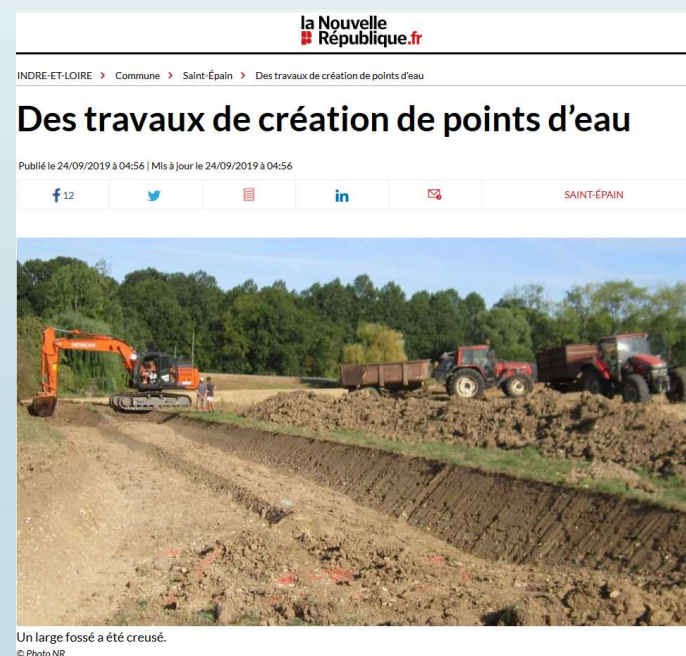 la Nouvelle
République.fr
INDRE-ET-LOIRE > Commune > Saint-Épain > Des travaux de création de points d'eau
Des travaux de création de points d'eau
Publié le 24/09/2019 à 04:56 | Mis à jour le 24/09/2019 à 04:56
f 12 in SAINT-ÉPAIN
HITACHI
Un large fossé a été creusé.
© Photo NR